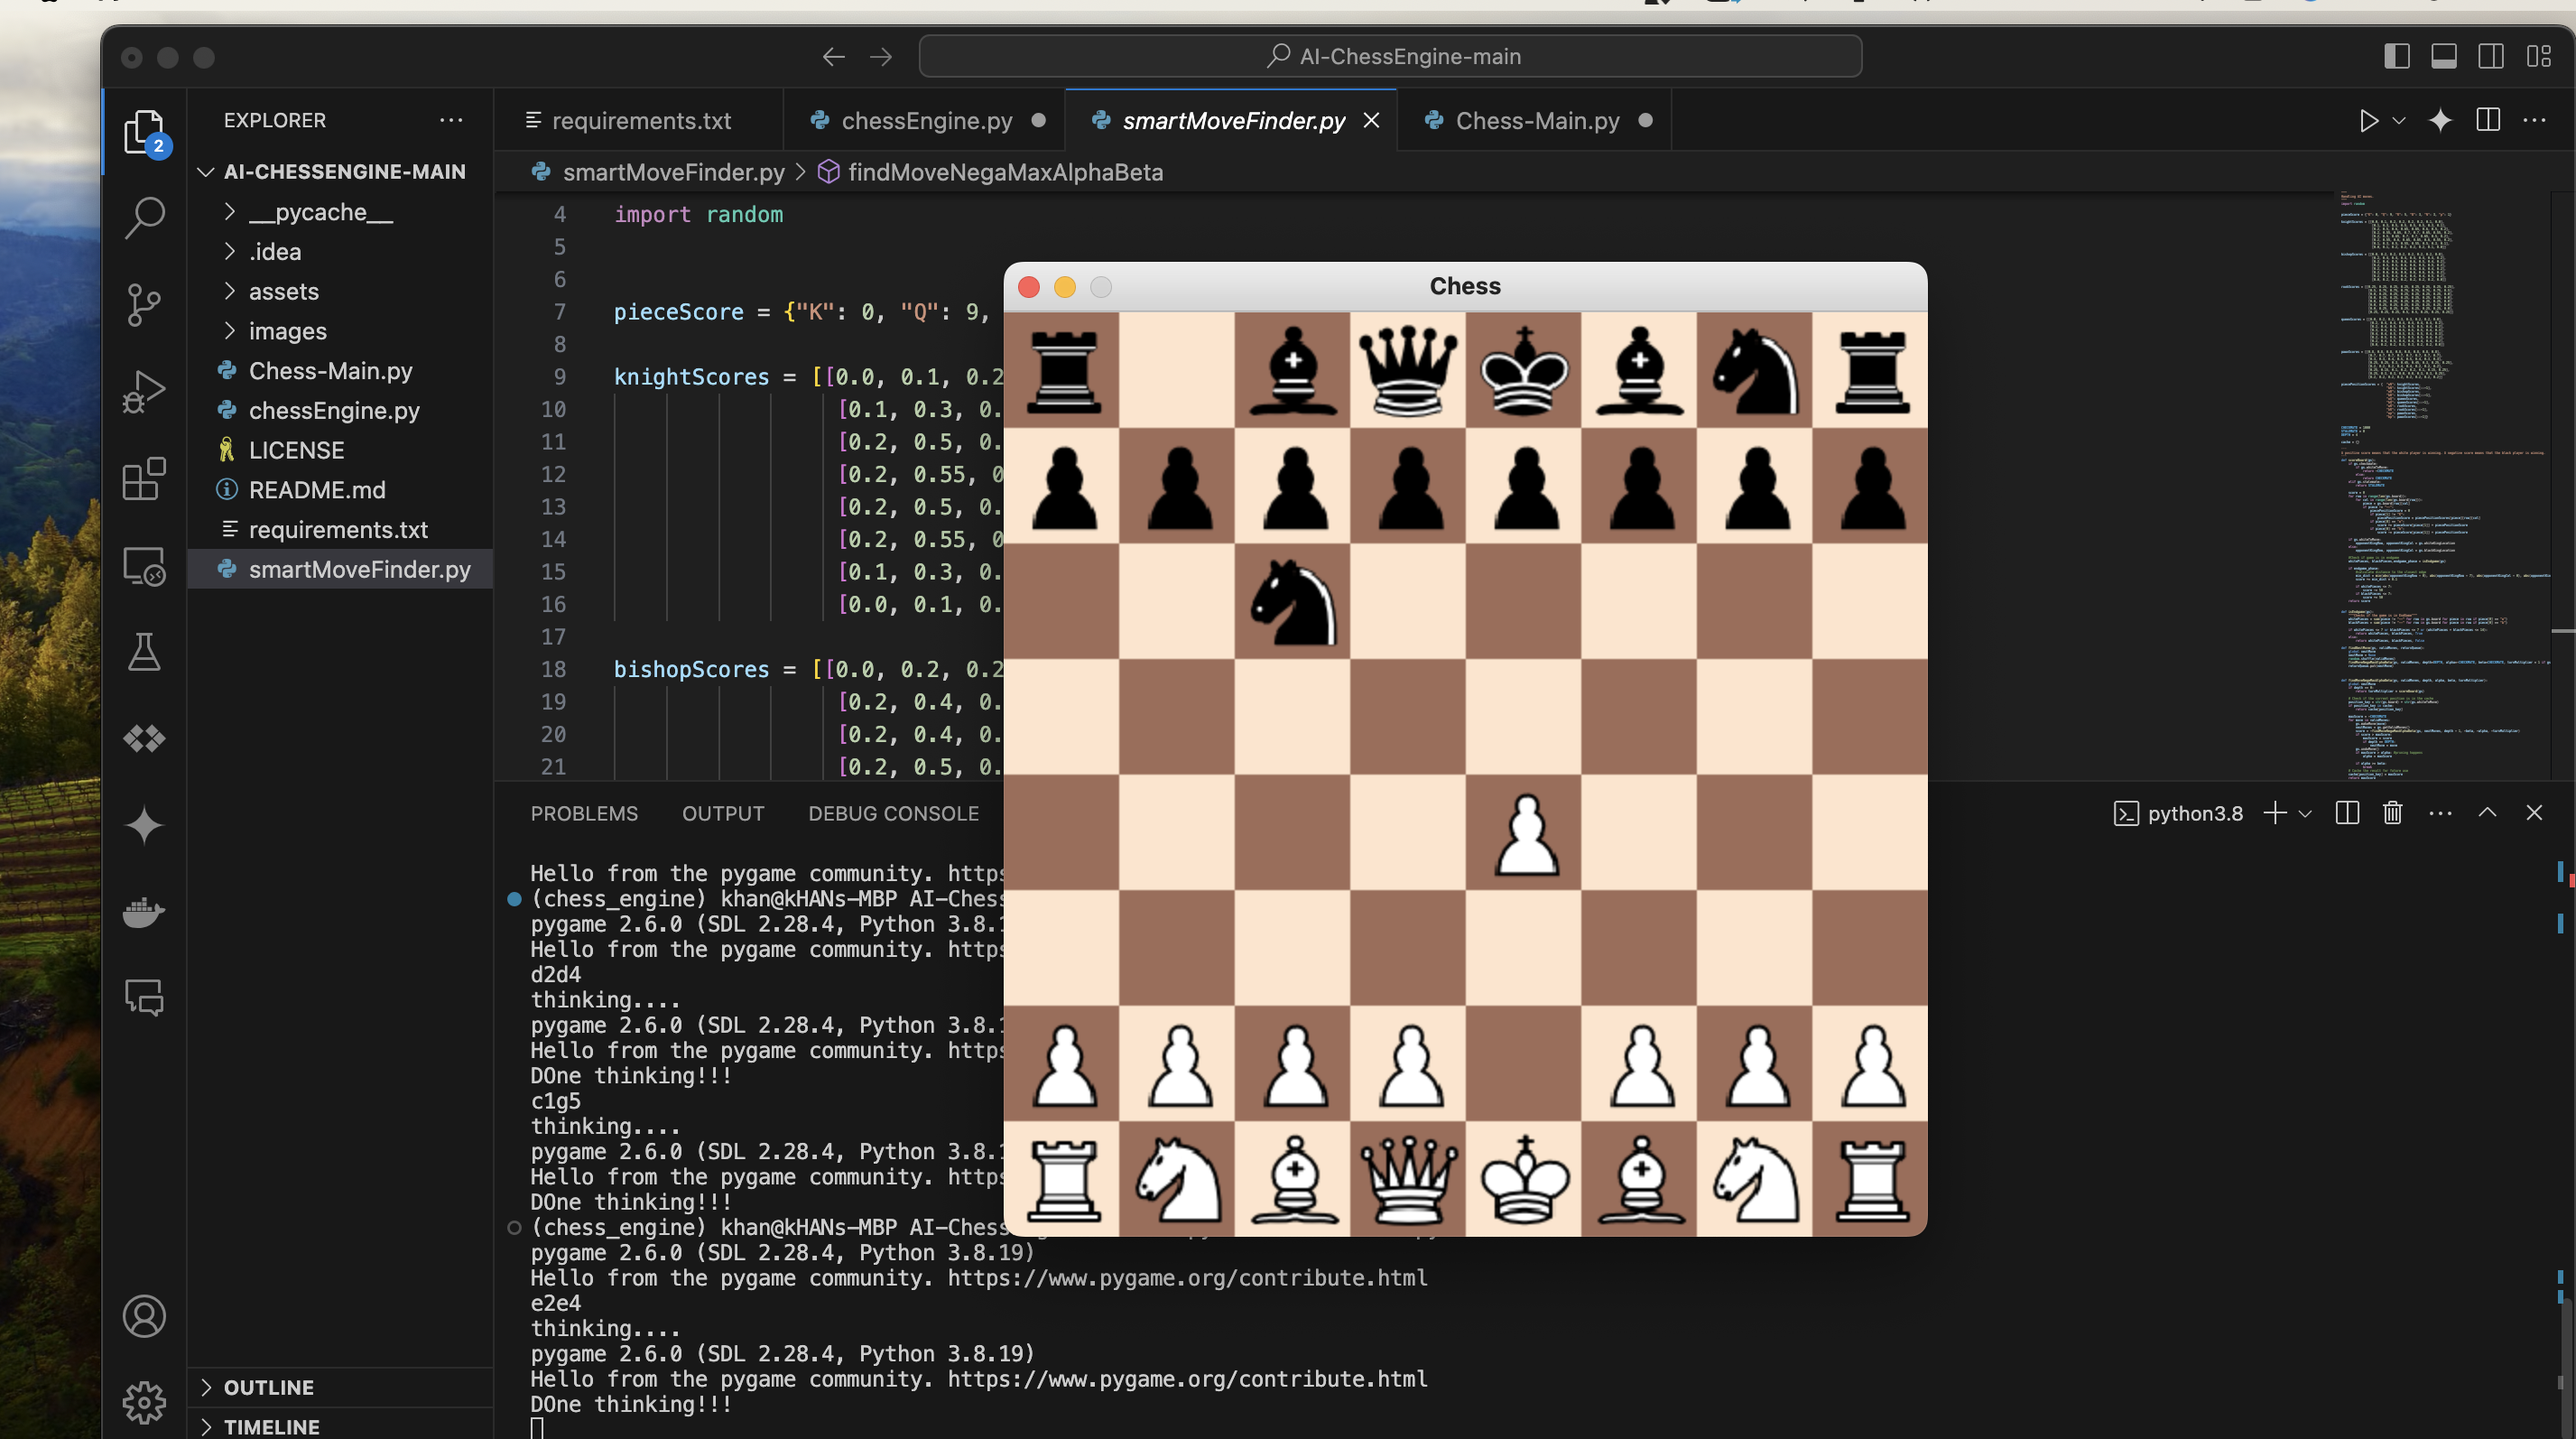 AI-ChessEngine-main
EXPLORER
2
AI-CHESSENGINE-MAIN
__pycache__
.idea
assets
images
Chess-Main.py
chessEngine.py
LICENSE
README.md
requirements.txt
smartMoveFinder.py
OUTLINE
TIMELINE
requirements.txt
chessEngine.py
smartMoveFinder.py
Chess-Main.py
smartMoveFinder.py > findMoveNegaMaxAlphaBeta
4 import random
5
6
7 pieceScore = {"K": 0, "Q": 9,
8
9 knightScores = [[0.0, 0.1, 0.2
10 [0.1, 0.3, 0.
11 [0.2, 0.5, 0.
12 [0.2, 0.55, 0
13 [0.2, 0.5, 0.
14 [0.2, 0.55, 0
15 [0.1, 0.3, 0.
16 [0.0, 0.1, 0.
17
18 bishopScores = [[0.0, 0.2, 0.2
19 [0.2, 0.4, 0.
20 [0.2, 0.4, 0.
21 [0.2, 0.5, 0.
Chess
PROBLEMS OUTPUT DEBUG CONSOLE
python3.8
Hello from the pygame community. https
(chess_engine) khan@kHANs-MBP AI-Chess
pygame 2.6.0 (SDL 2.28.4, Python 3.8.1
Hello from the pygame community. https
d2d4
thinking....
pygame 2.6.0 (SDL 2.28.4, Python 3.8.1
Hello from the pygame community. https
DOne thinking!!!
c1g5
thinking....
pygame 2.6.0 (SDL 2.28.4, Python 3.8.1
Hello from the pygame community. https
DOne thinking!!!
(chess_engine) khan@kHANs-MBP AI-Chess
pygame 2.6.0 (SDL 2.28.4, Python 3.8.19)
Hello from the pygame community. https://www.pygame.org/contribute.html
e2e4
thinking....
pygame 2.6.0 (SDL 2.28.4, Python 3.8.19)
Hello from the pygame community. https://www.pygame.org/contribute.html
DOne thinking!!!